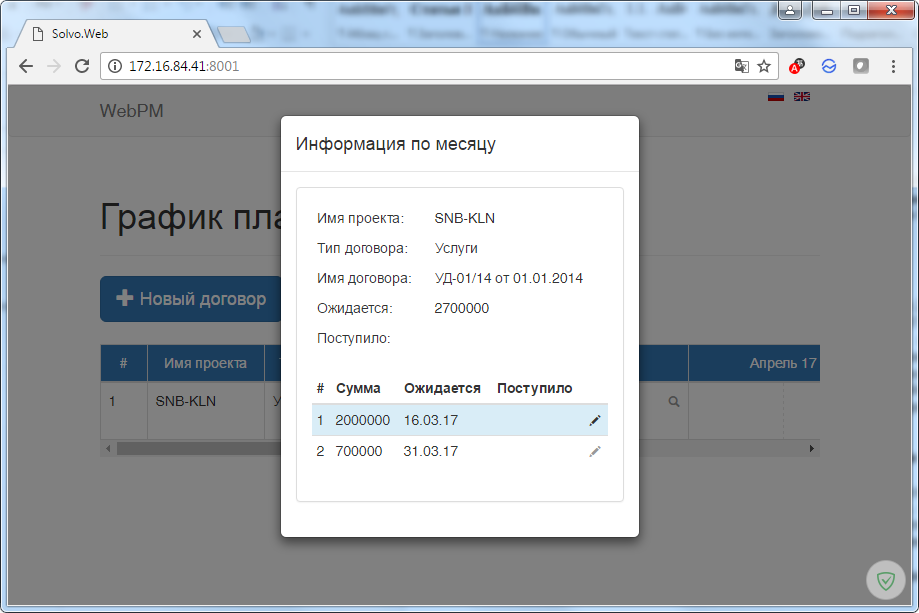 Solvo.Web
172.16.84.41:8001
WebPM
Информация по месяцу
Имя проекта: SNB-KLN
Тип договора: Услуги
Имя договора: УД-01/14 от 01.01.2014
Ожидается: 2700000
Поступило:
# Сумма Ожидается Поступило
1 2000000 16.03.17
2 700000 31.03.17
График пла
Новый договор
# Имя проекта Апрель 17
1 SNB-KLN У